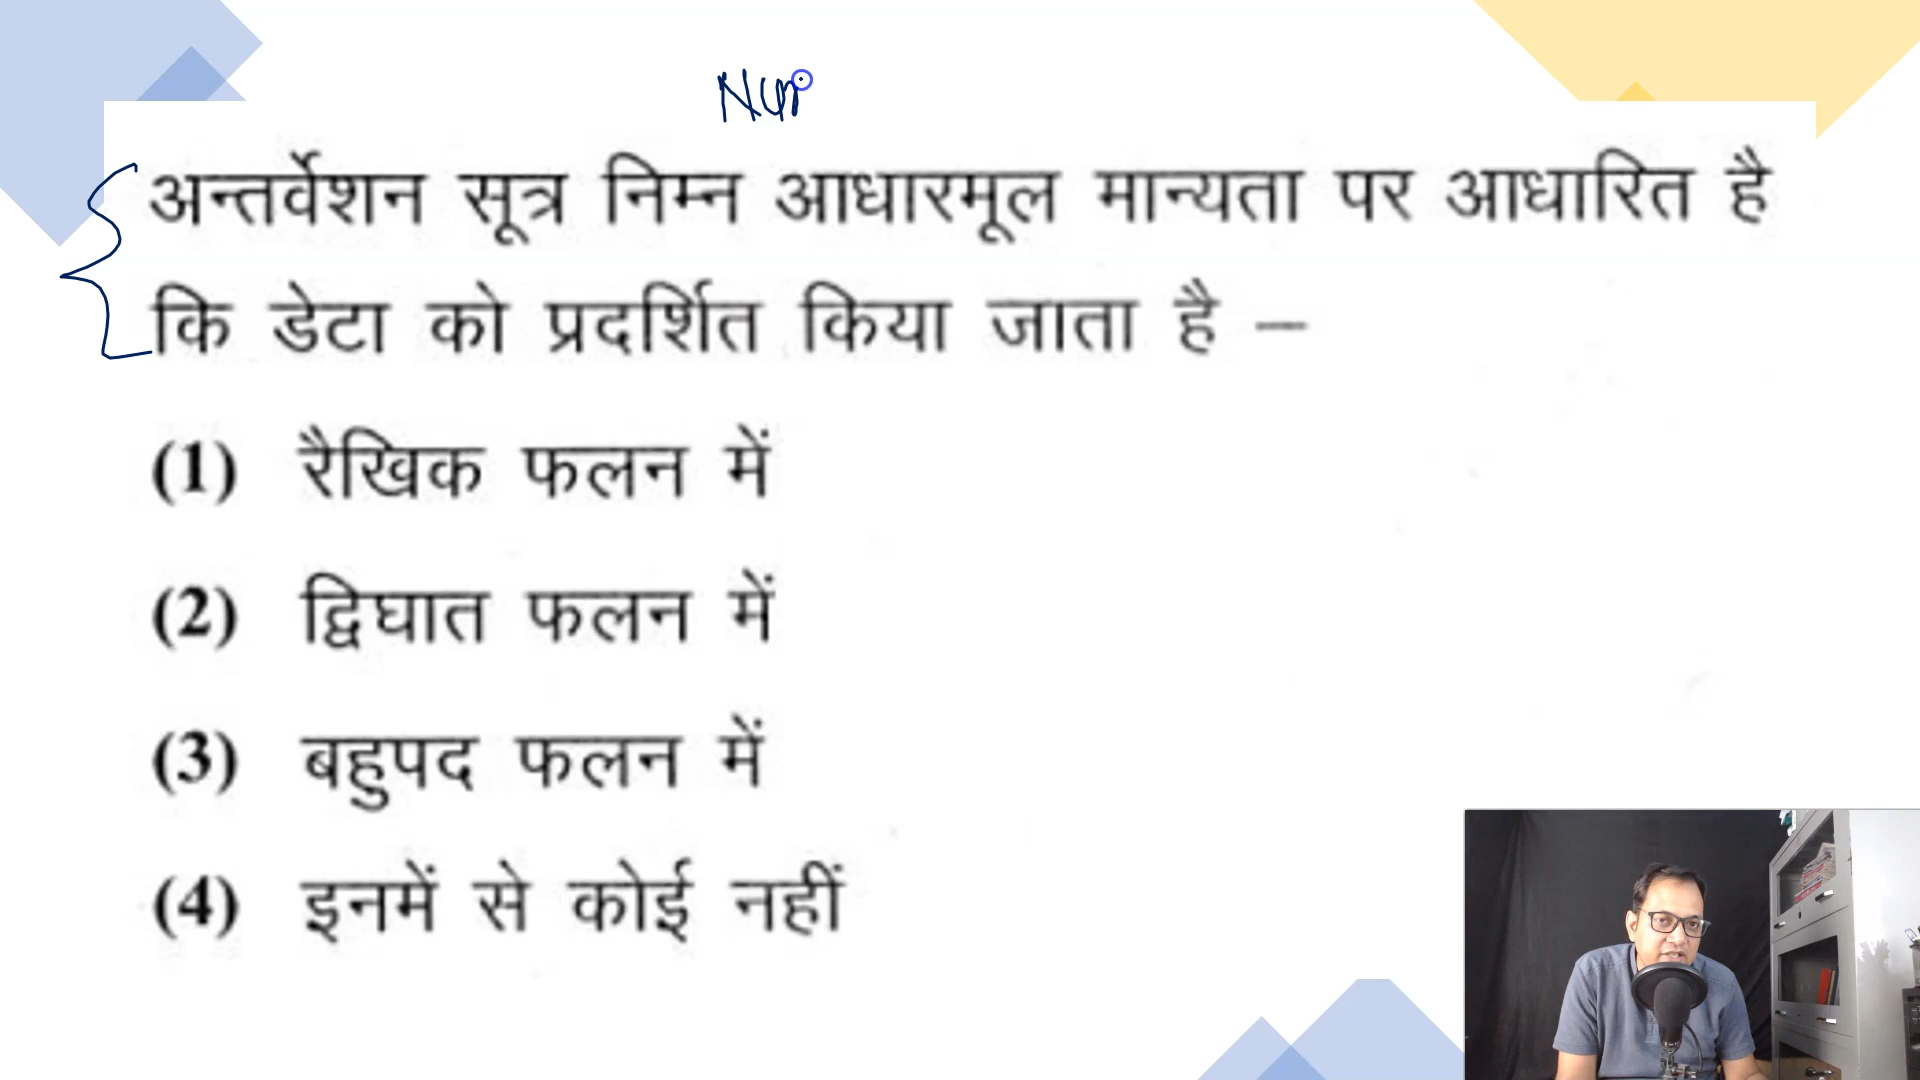 Num
अन्तर्वेशन सूत्र निम्न आधारमूल मान्यता पर आधारित है
कि डेटा को प्रदर्शित किया जाता है –
(1) रैखिक फलन में
(2) द्विघात फलन में
(3) बहुपद फलन में
(4) इनमें से कोई नहीं